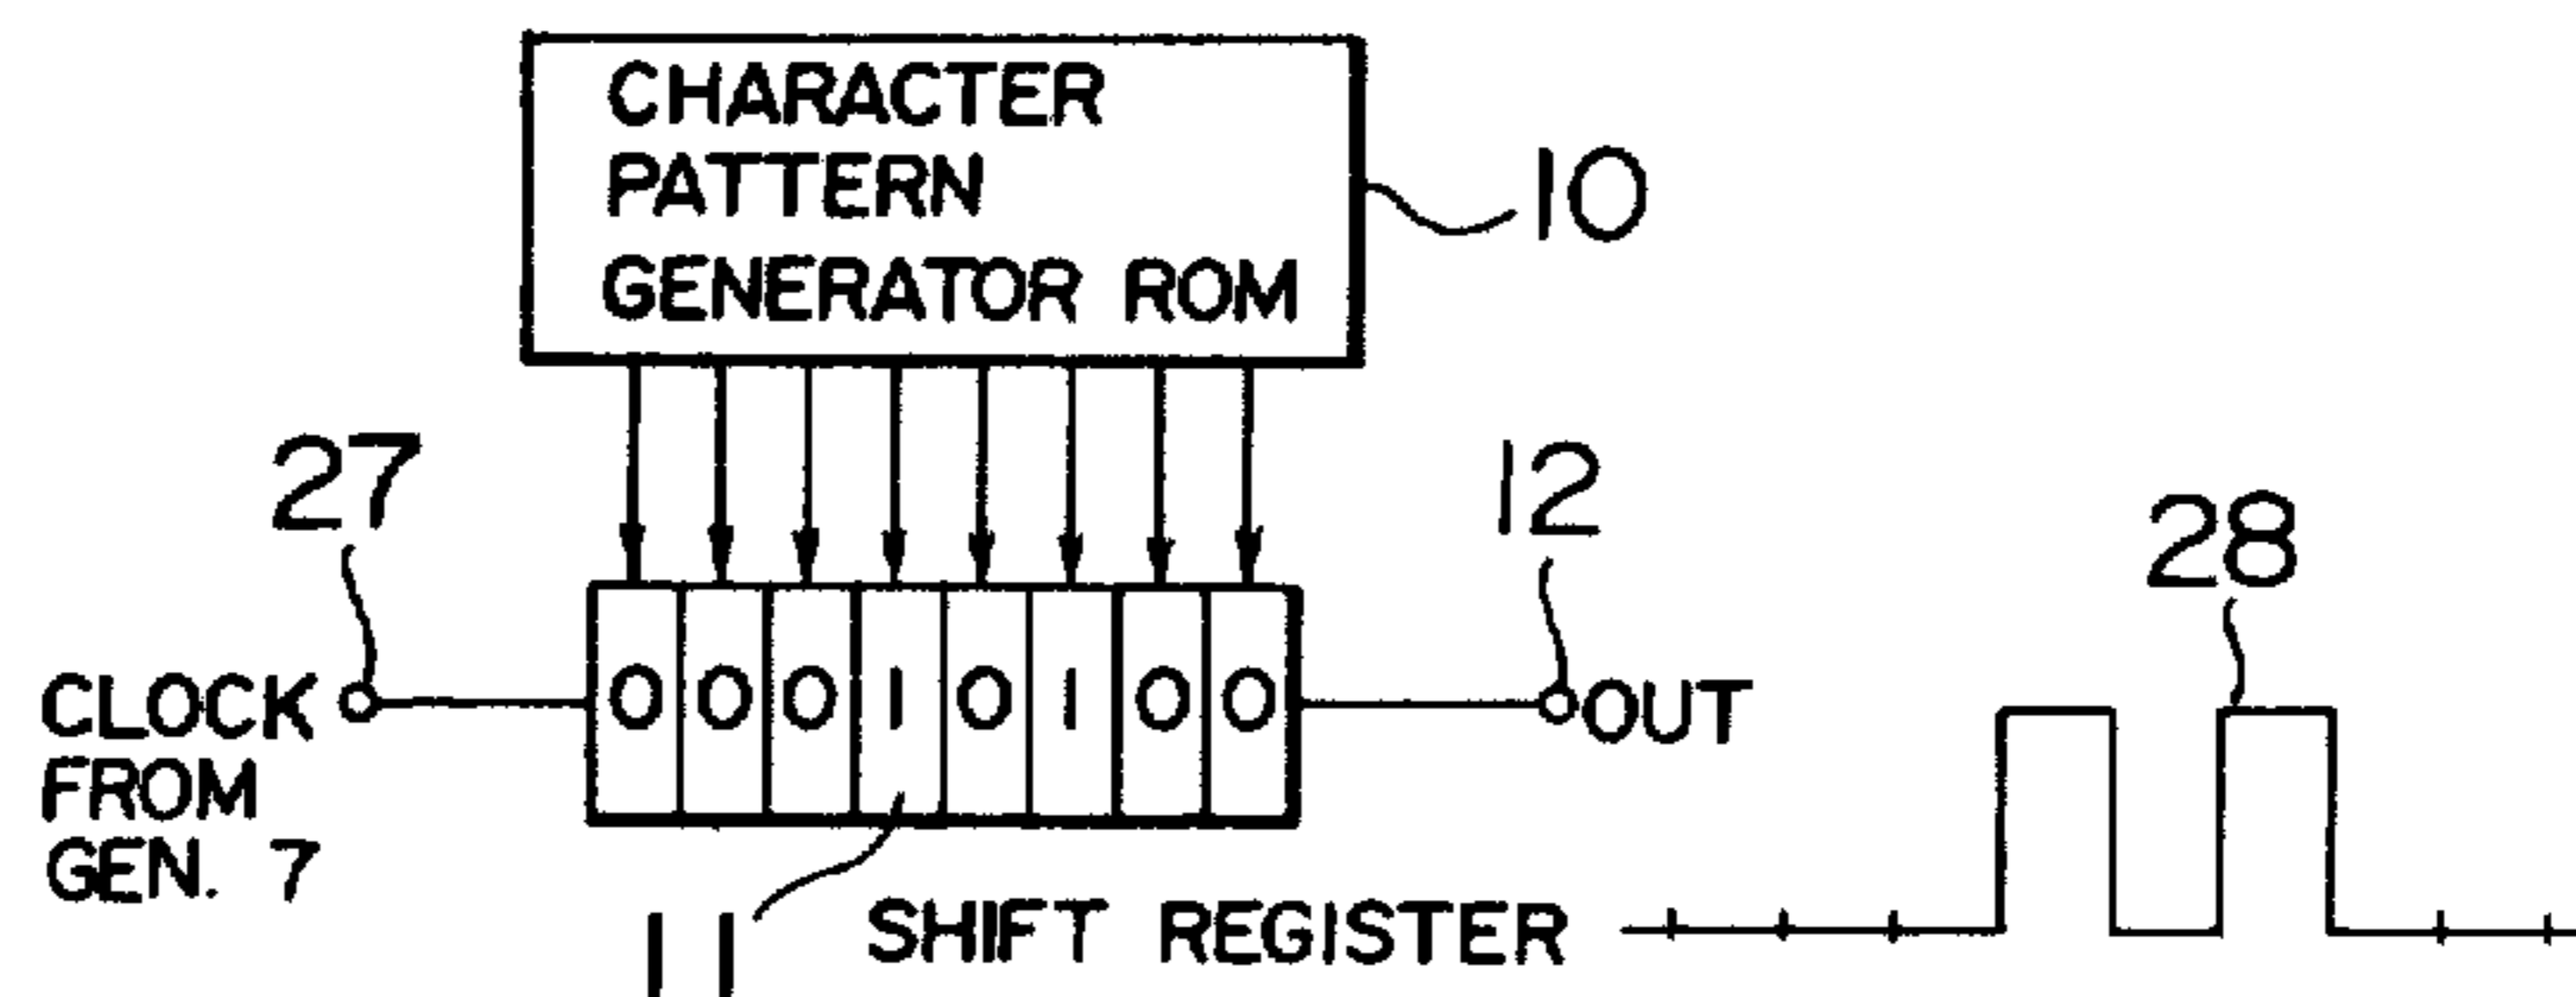 CHARACTER
PATTERN
GENERATOR ROM
10
27
12
28
0 0 0 1 0 1 0 0
CLOCK
FROM
GEN. 7
OUT
11
SHIFT REGISTER